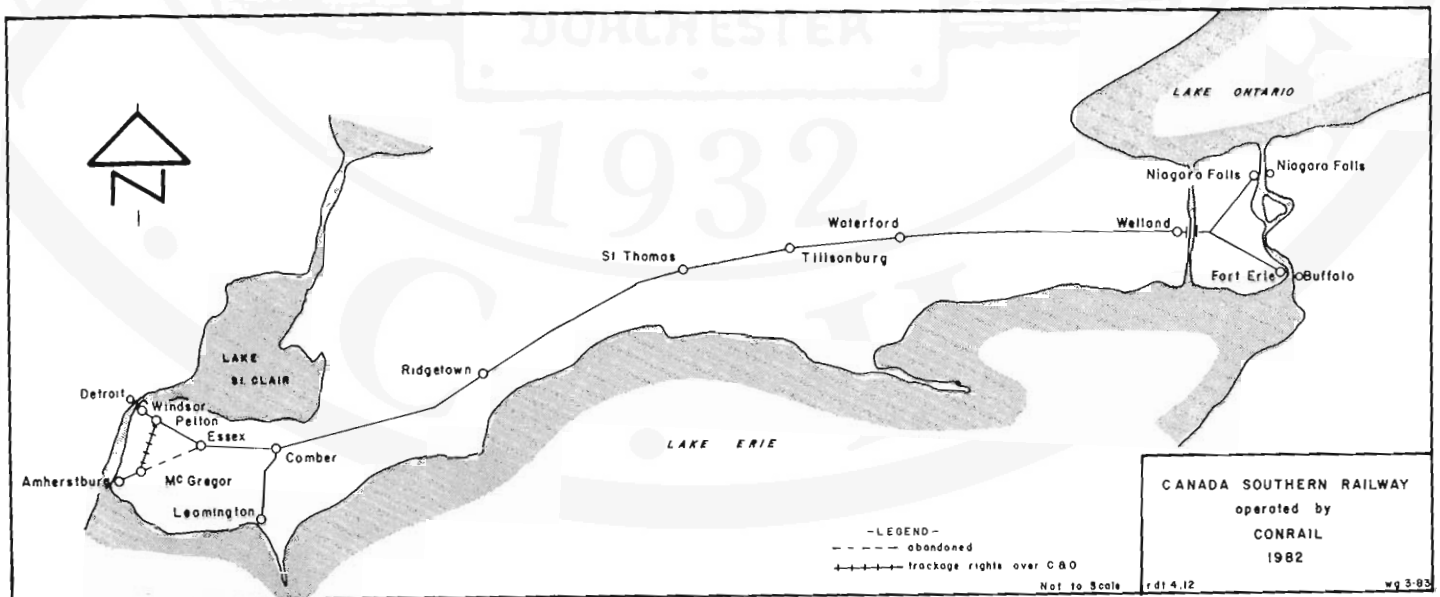 DORCHESTER
1932
LAKE ONTARIO
Niagara Falls
Niagara Falls
Waterford
Welland
St Thomas
Tillsonburg
Fort Erie
Buffalo
LAKE
St. CLAIR
Ridgetown
Detroit
Windsor
Pelton
Essex
Comber
LAKE ERIE
Amherstburg
Mc Gregor
Leamington
-LEGEND-
abandoned
trackage rights over C&O
Not to Scale
CANADA SOUTHERN RAILWAY
operated by
CONRAIL
1982
rdt 4.12
wg 3-83
N